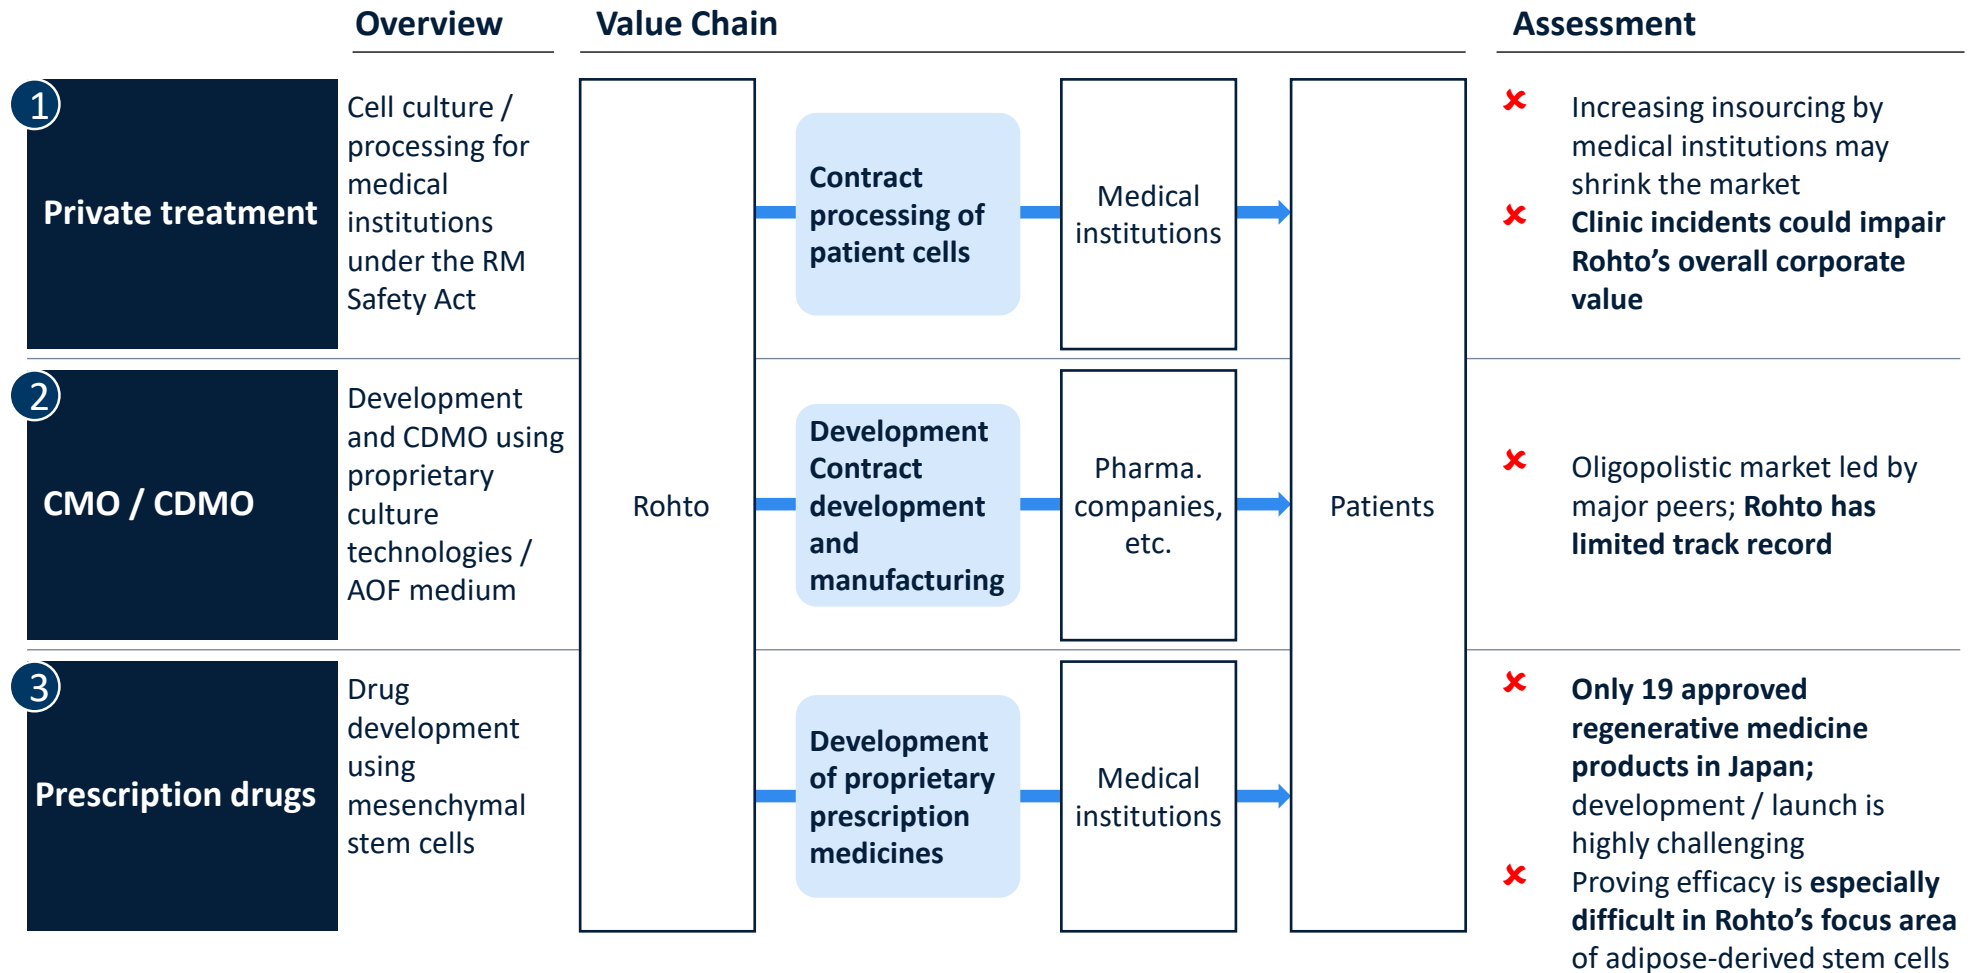 Overview
Value Chain
Assessment
1
Private treatment
Cell culture /
processing for
medical
institutions
under the RM
Safety Act
Contract
processing of
patient cells
Medical
institutions
✘ Increasing insourcing by
medical institutions may
shrink the market
✘ Clinic incidents could impair
Rohto’s overall corporate
value
2
CMO / CDMO
Development
and CDMO using
proprietary
culture
technologies /
AOF medium
Rohto
Development
Contract
development
and
manufacturing
Pharma.
companies,
etc.
Patients
✘ Oligopolistic market led by
major peers; Rohto has
limited track record
3
Prescription drugs
Drug
development
using
mesenchymal
stem cells
Development
of proprietary
prescription
medicines
Medical
institutions
✘ Only 19 approved
regenerative medicine
products in Japan;
development / launch is
highly challenging
✘ Proving efficacy is especially
difficult in Rohto’s focus area
of adipose-derived stem cells